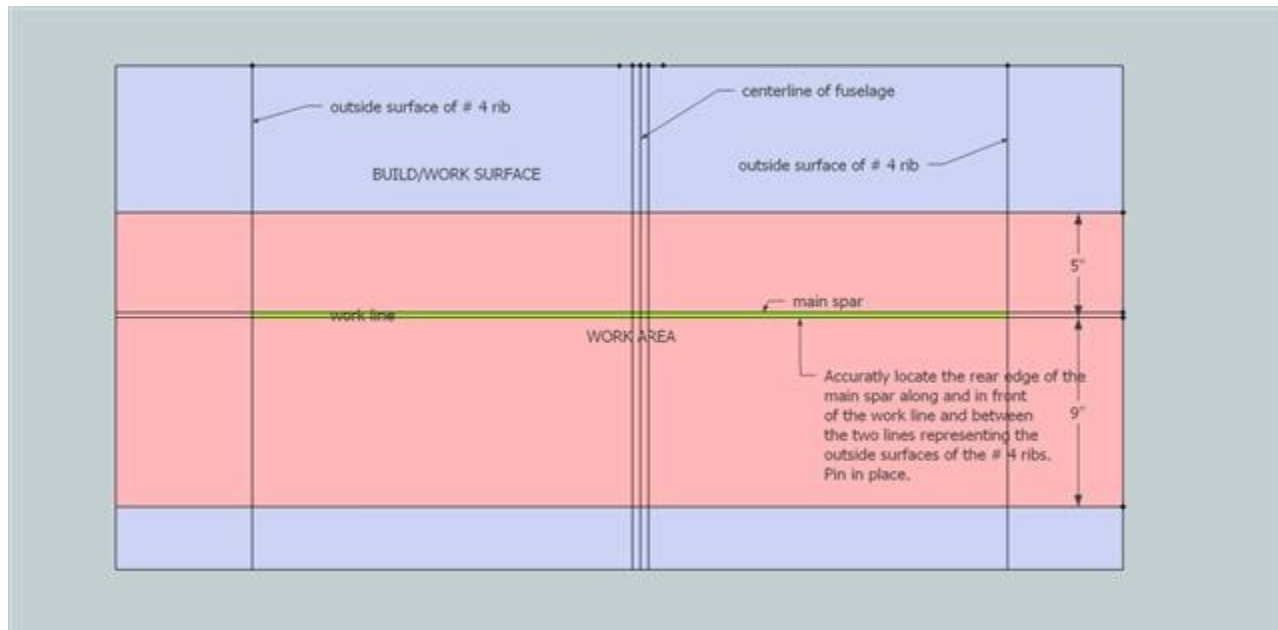 centerline of fuselage
outside surface of # 4 rib
outside surface of # 4 rib
BUILD/WORK SURFACE
5"
main spar
work line
WORK AREA
Accuratly locate the rear edge of the
main spar along and in front
of the work line and between
9"
the two lines representing the
outside surfaces of the # 4 ribs.
Pin in place.